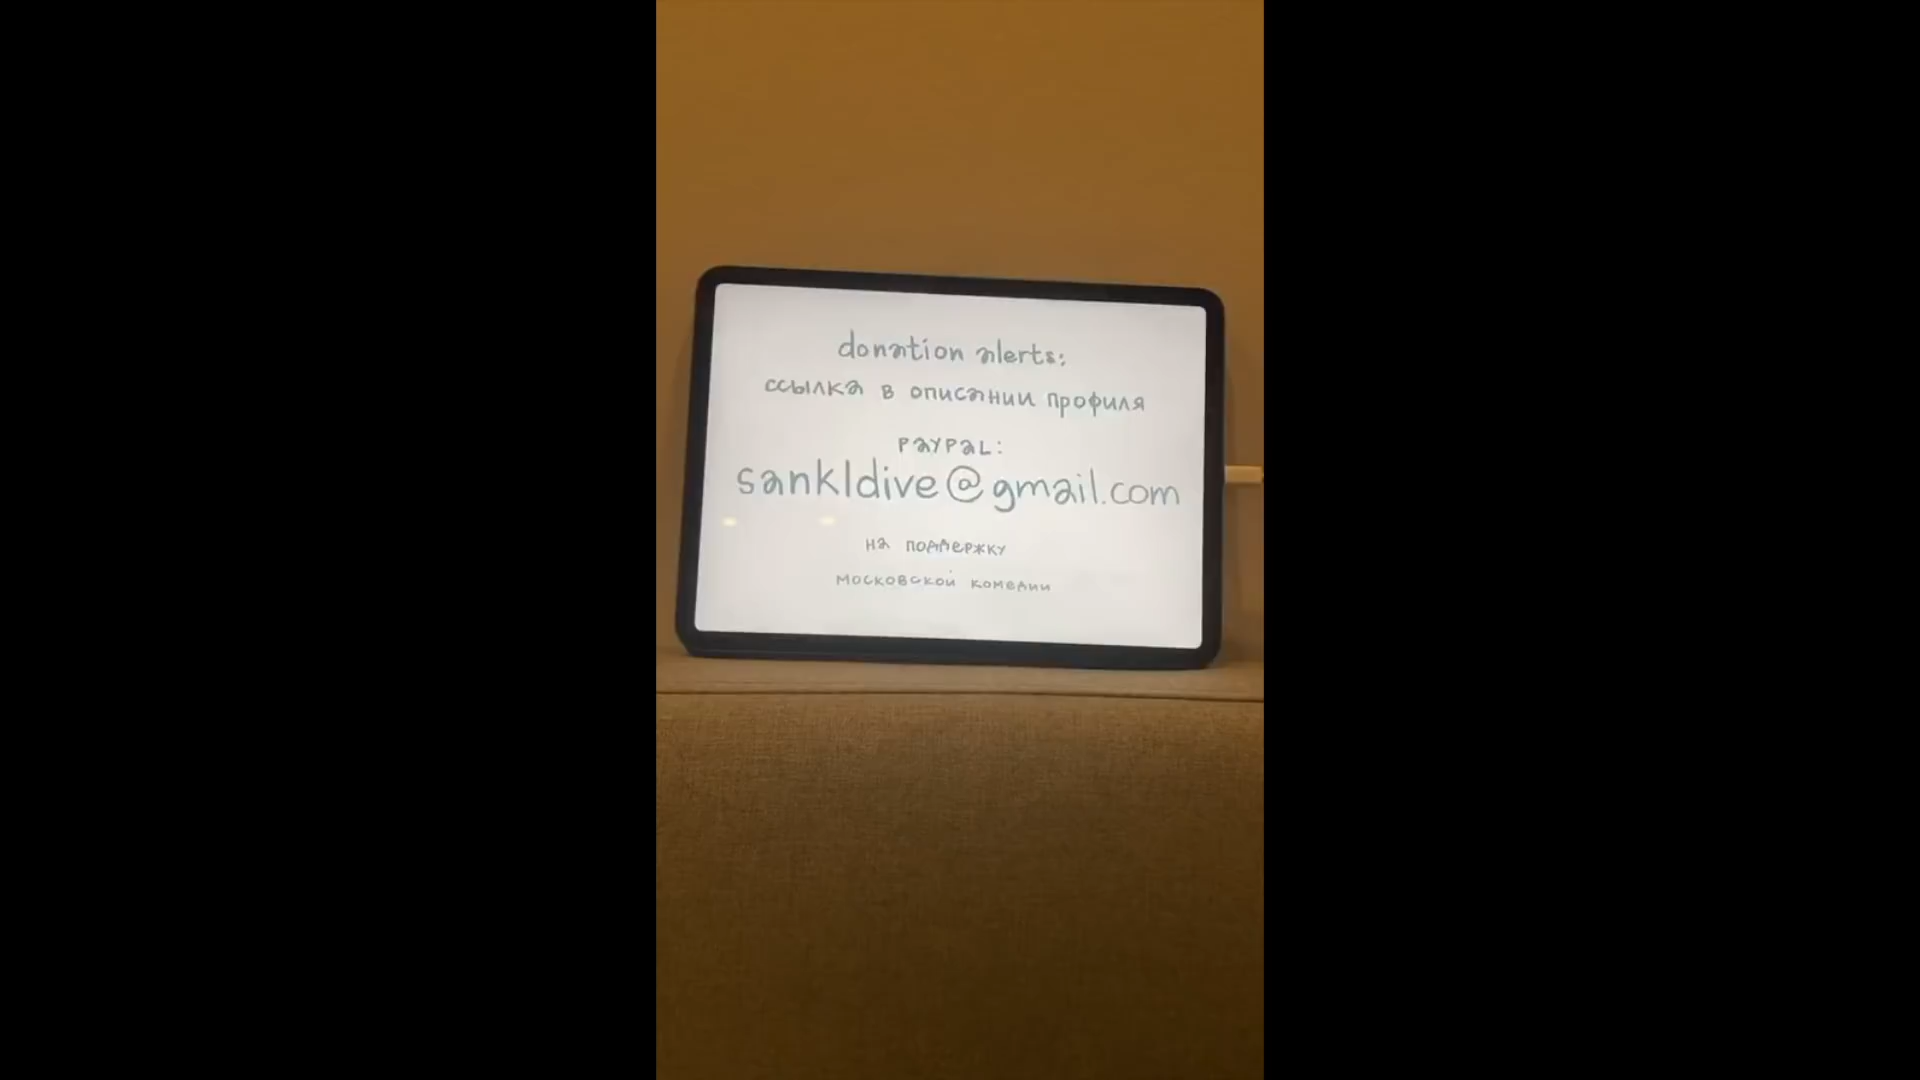 donation alerts:
ссылка в описании профиля
PAYPAL:
sankldive@gmail.com
на поддержку
московской комедии